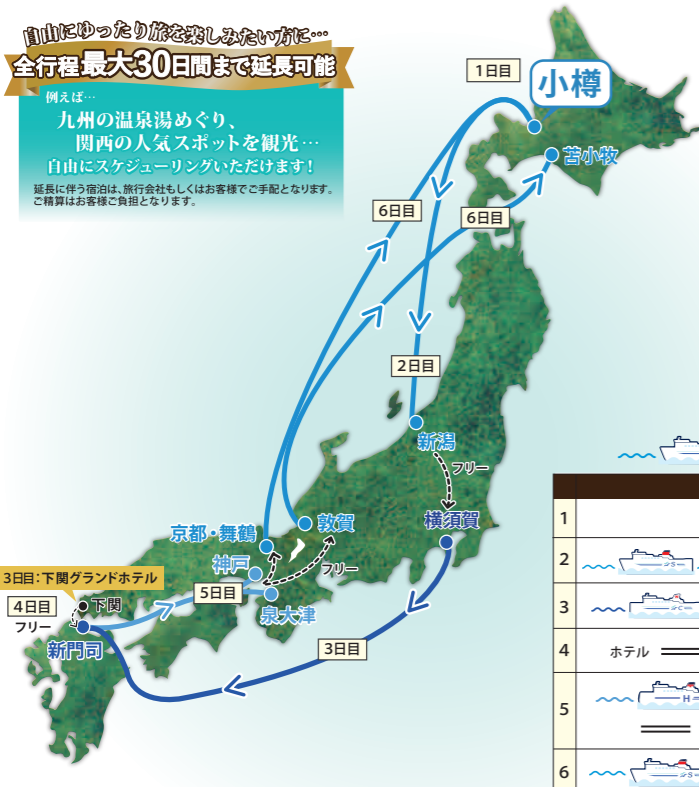 自由にゆったり旅を楽しみたい方に…
全行程最大30日間まで延長可能
例えば…
九州の温泉湯めぐり、
関西の人気スポットを観光…
自由にスケジューリングいただけます!
延長に伴う宿泊は、旅行会社もしくはお客様でご手配となります。
ご精算はお客様ご負担となります。
1日目
小樽
苫小牧
6日目
6日目
2日目
新潟
フリー
横須賀
敦賀
京都・舞鶴
神戸
フリー
3日目:下関グランドホテル
5日目
泉大津
4日目
下関
フリー
新門司
3日目
1
2
S
3
C
4
ホテル
5
H
6
S